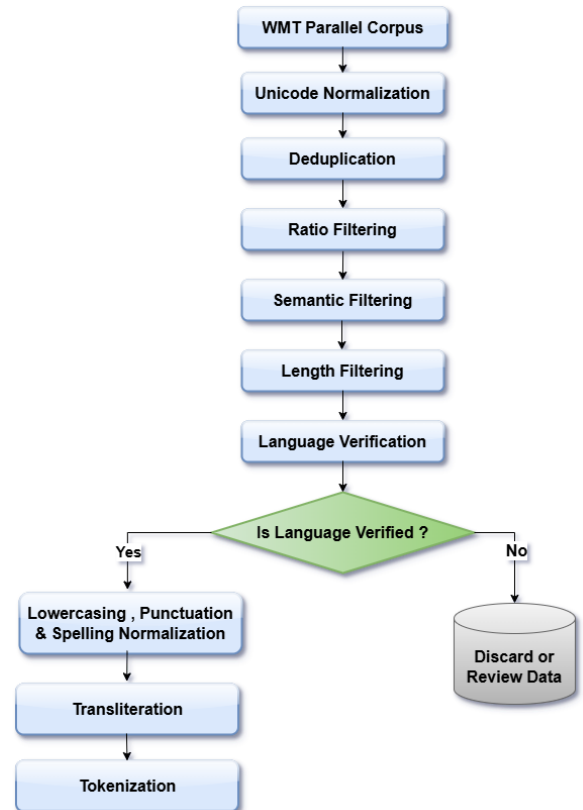 WMT Parallel Corpus
Unicode Normalization
Deduplication
Ratio Filtering
Semantic Filtering
Length Filtering
Language Verification
Is Language Verified ?
Yes
No
Lowercasing , Punctuation
& Spelling Normalization
Discard or
Review Data
Transliteration
Tokenization